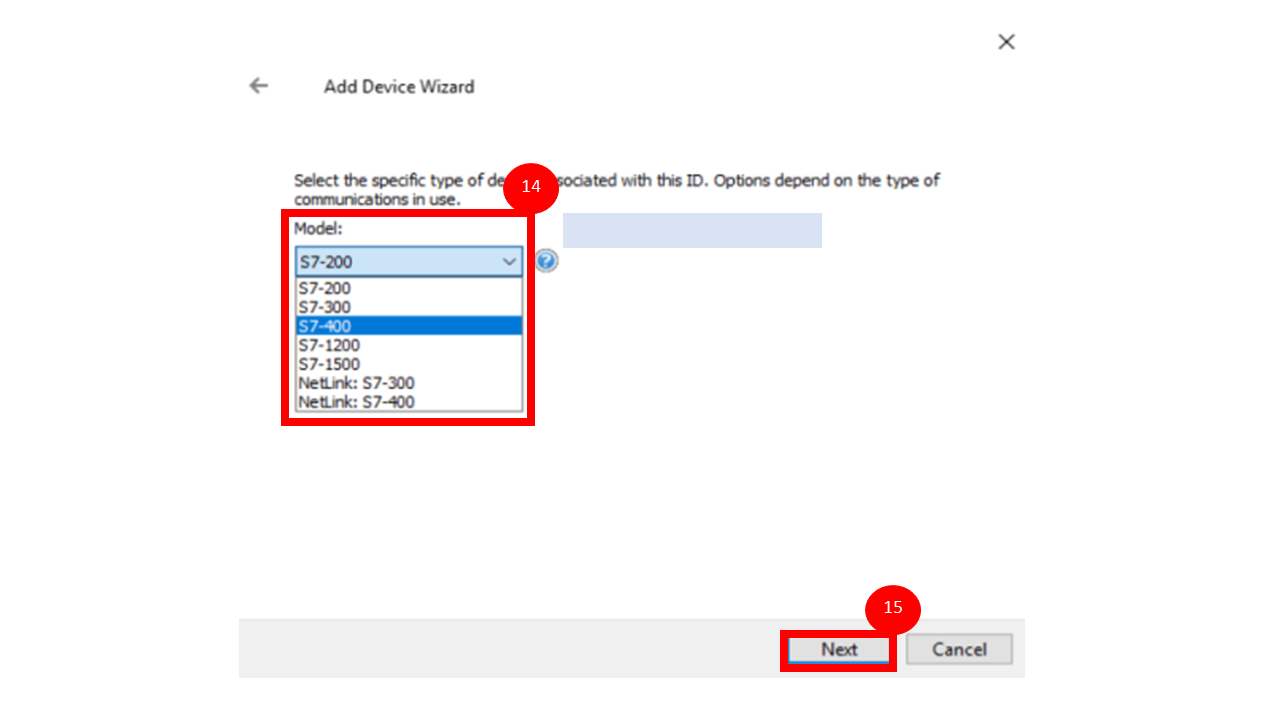 Add Device Wizard
Select the specific type of de sociated with this ID. Options depend on the type of
communications in use.
14
Model:
S7-200
S7-200
S7-300
S7-400
S7-1200
S7-1500
NetLink: S7-300
NetLink: S7-400
15
Next
Cancel